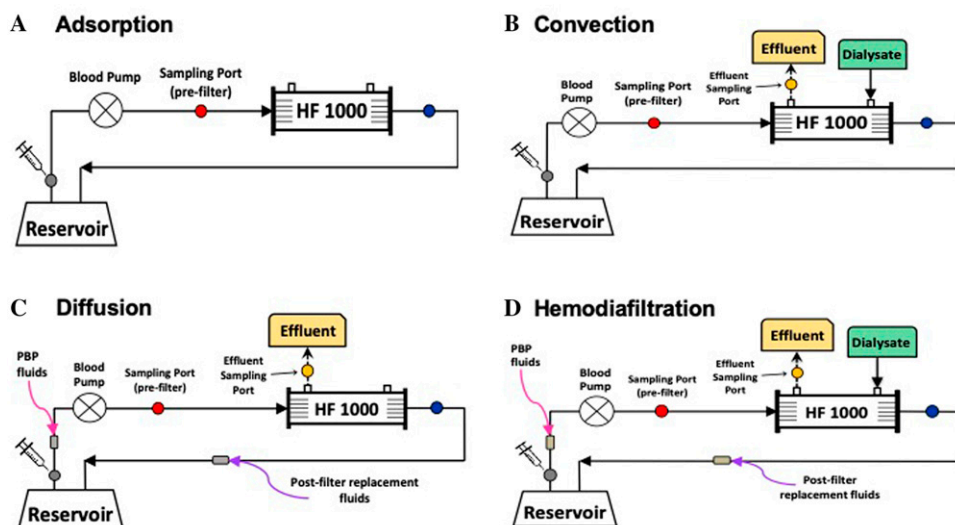 A Adsorption
Blood Pump
Sampling Port
(pre-filter)
HF 1000
Reservoir
B Convection
Effluent
Dialysate
Blood
Pump
Sampling Port
(pre-filter)
Effluent
Sampling
Port
HF 1000
Reservoir
C Diffusion
Effluent
PBP
fluids
Blood
Pump
Sampling Port
(pre-filter)
Effluent
Sampling
Port
HF 1000
Post-filter replacement
fluids
Reservoir
D Hemodiafiltration
Effluent
Dialysate
PBP
fluids
Blood
Pump
Sampling Port
(pre-filter)
Effluent
Sampling
Port
HF 1000
Post-filter
replacement fluids
Reservoir